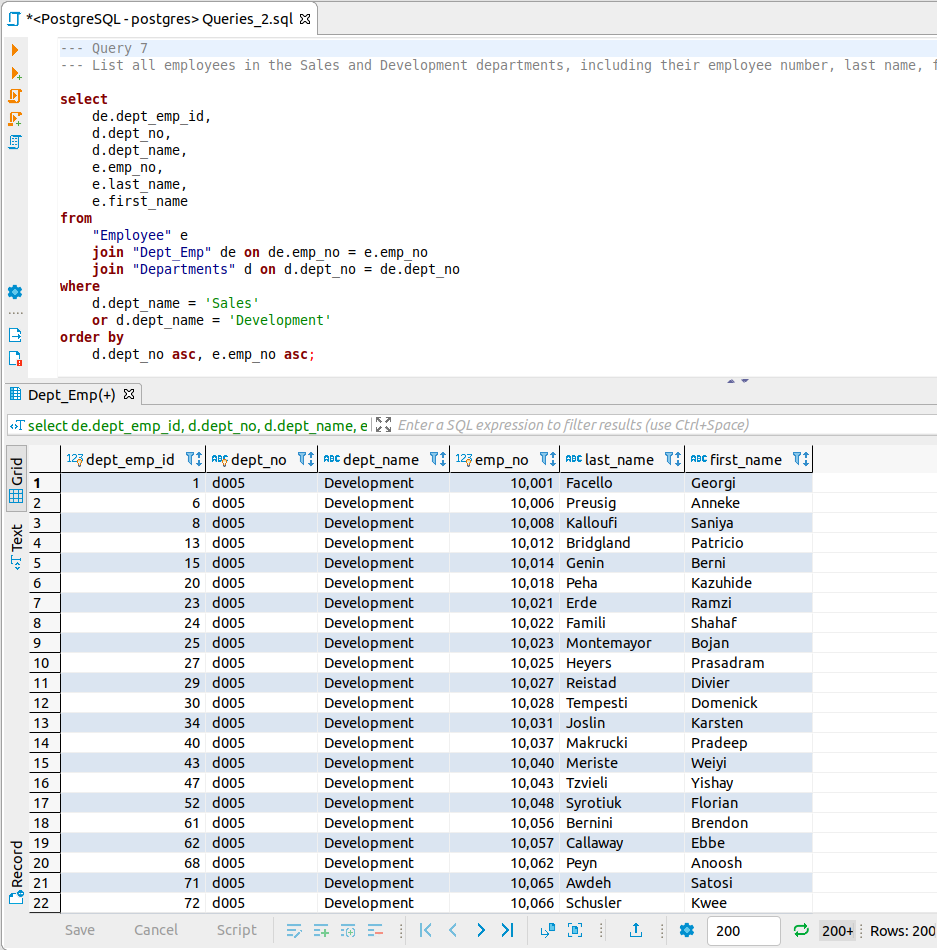 *<PostgreSQL - postgres> Queries_2.sql
--- Query 7
--- List all employees in the Sales and Development departments, including their employee number, last name, f
select
de.dept_emp_id,
d.dept_no,
d.dept_name,
e.emp_no,
e.last_name,
e.first_name
from
"Employee" e
join "Dept_Emp" de on de.emp_no = e.emp_no
join "Departments" d on d.dept_no = de.dept_no
where
d.dept_name = 'Sales'
or d.dept_name = 'Development'
order by
d.dept_no asc, e.emp_no asc;
Dept_Emp(+)
select de.dept_emp_id, d.dept_no, d.dept_name, e Enter a SQL expression to filter results (use Ctrl+Space)
Grid
Text
Record
123 dept_emp_id ABC dept_no ABC dept_name 123 emp_no ABC last_name ABC first_name
1 1 d005 Development 10,001 Facello Georgi
2 6 d005 Development 10,006 Preusig Anneke
3 8 d005 Development 10,008 Kalloufi Saniya
4 13 d005 Development 10,012 Bridgland Patricio
5 15 d005 Development 10,014 Genin Berni
6 20 d005 Development 10,018 Peha Kazuhide
7 23 d005 Development 10,021 Erde Ramzi
8 24 d005 Development 10,022 Famili Shahaf
9 25 d005 Development 10,023 Montemayor Bojan
10 27 d005 Development 10,025 Heyers Prasadram
11 29 d005 Development 10,027 Reistad Divier
12 30 d005 Development 10,028 Tempesti Domenick
13 34 d005 Development 10,031 Joslin Karsten
14 40 d005 Development 10,037 Makrucki Pradeep
15 43 d005 Development 10,040 Meriste Weiyi
16 47 d005 Development 10,043 Tzvieli Yishay
17 52 d005 Development 10,048 Syrotiuk Florian
18 61 d005 Development 10,056 Bernini Brendon
19 62 d005 Development 10,057 Callaway Ebbe
20 68 d005 Development 10,062 Peyn Anoosh
21 71 d005 Development 10,065 Awdeh Satosi
22 72 d005 Development 10,066 Schusler Kwee
Save Cancel Script 200 200+ Rows: 200